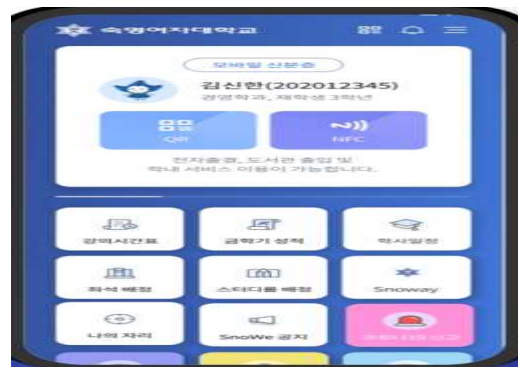 숙명여자대학교
모바일 신분증
김신한(202012345)
경영학과, 재학생 3학년
QR
NFC
전자출결, 도서관 출입 및
학내 서비스 이용이 가능합니다.
강의시간표
금학기 성적
학사일정
좌석 배정
스터디룸 배정
Snoway
나의 자리
SnoWe 공지